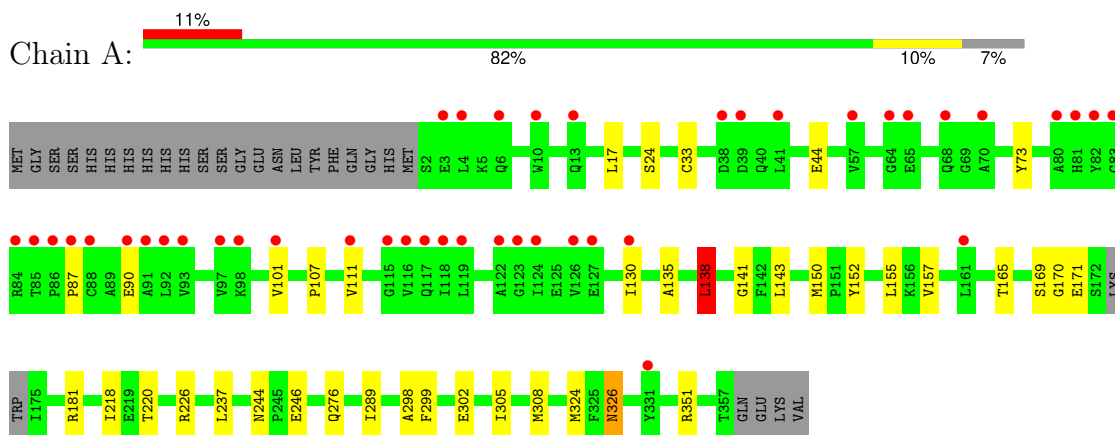 11%
Chain A:
82% 10% 7%
MET GLY SER SER HIS HIS HIS HIS HIS HIS SER SER GLY GLU ASN LEU TYR PHE GLN GLY HIS MET S2 E3 L4 K5 Q6 W10 Q13 L17 S24 C33 D38 D39 Q40 L41 E44 V57 G64 E65 Q68 G69 A70 Y73 A80 H81 Y82
R84 T85 P86 P87 C88 A89 E90 A91 L92 V93 V97 K98 V101 P107 V111 G115 V116 Q117 I118 L119 A122 G123 I124 E125 V126 E127 I130 A135 L138 G141 F142 L143 M150 P151 Y152 L155 K156 V157 L161 T165 S169 G170 E171 S172 LYS
TRP I175 R181 I218 E219 T220 R226 L237 N244 P245 E246 Q276 I289 A298 F299 E302 I305 M308 M324 F325 N326 Y331 R351 T357 GLN GLU LYS VAL